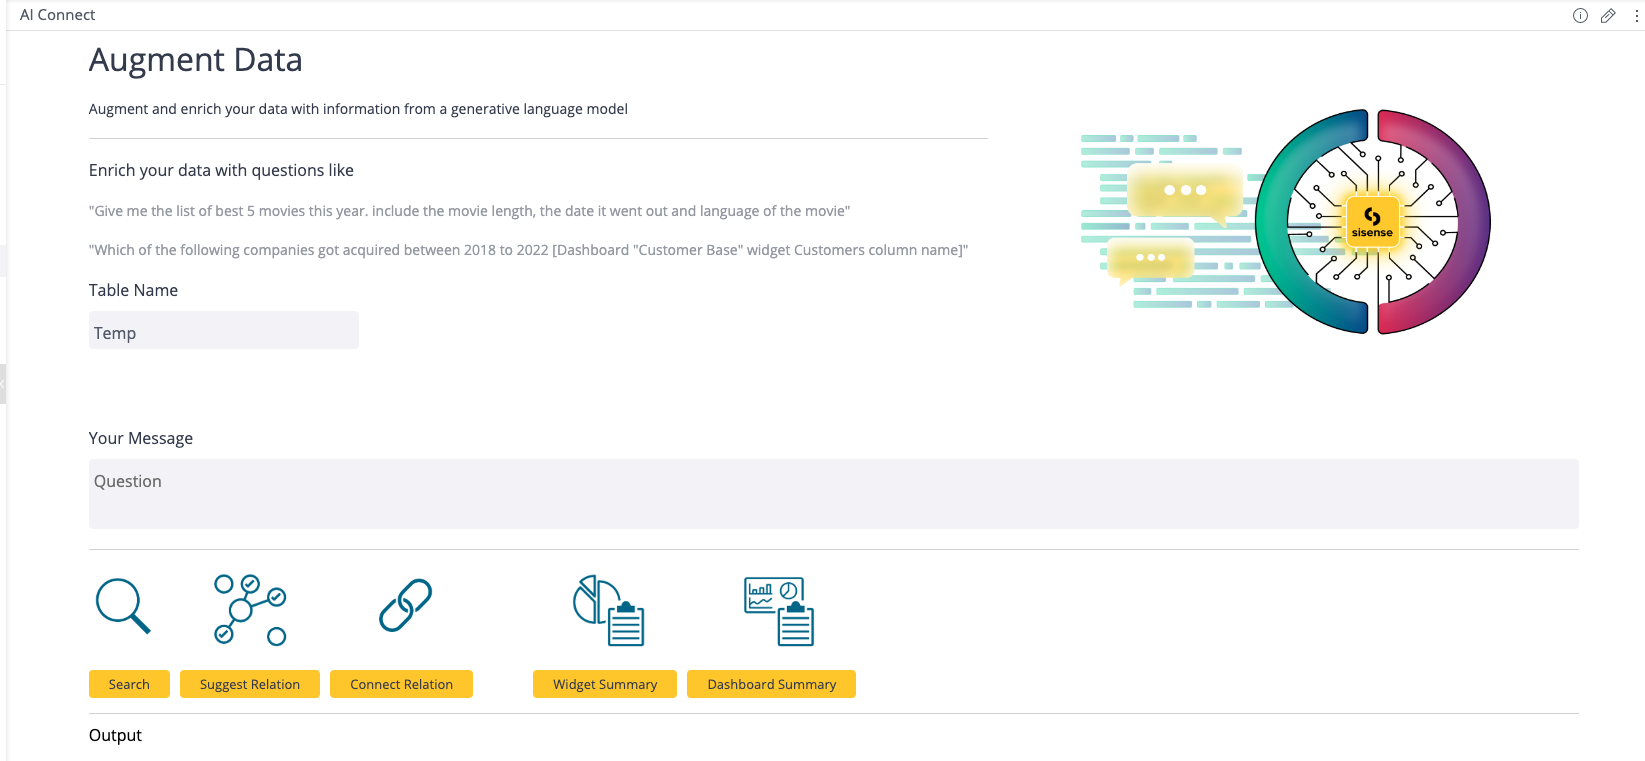 AI Connect
Augment Data
Augment and enrich your data with information from a generative language model
Enrich your data with questions like
"Give me the list of best 5 movies this year. include the movie length, the date it went out and language of the movie"
"Which of the following companies got acquired between 2018 to 2022 [Dashboard "Customer Base" widget Customers column name]"
sisense
Table Name
Temp
Your Message
Question
Search
Suggest Relation
Connect Relation
Widget Summary
Dashboard Summary
Output